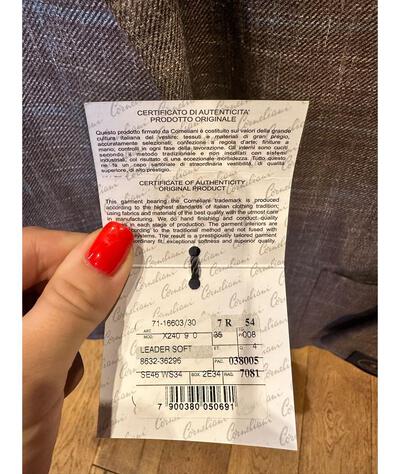 CERTIFICATO DI AUTENTICITA'
PRODOTTO ORIGINALE
Questo prodotto firmato da Corneliani è costituito sui valori della grande
cultura italiana del vestire: tessuti e materiali di gran pregio,
accuratamente selezionati; confezione a regola d'arte; finiture a
mano; controlli in ogni fase della lavorazione. Gli interni sono cuciti
secondo il metodo tradizionale e non incollati con sistemi
industriali, col risultato di una eccezionale morbidezza. Tutto questo
ne fa un capo sartoriale di straordinaria vestibilità, di qualità
superiore, di alto prestigio.
CERTIFICATE OF AUTHENTICITY
ORIGINAL PRODUCT
This garment bearing the Corneliani trademark is produced
according to the highest standards of italian clothing tradition;
using fabrics and materials of the best quality with the utmost care
in manufacturing. We do hand finishing and conduct quality
in each stage of production. The garment interiors are
according to the traditional method and not fused with
systems. The result is a prestigiously tailored garment
fit, exceptional softness and superior quality.
71-16603/30 7 R 54
ART.
MOD. X240 9 0 35 008
LEADER SOFT 4
8632-36296 PAC. 038005
SE46 WS34 BOX 2E34 RAG. 7081
7 900380 050691
Corneliani